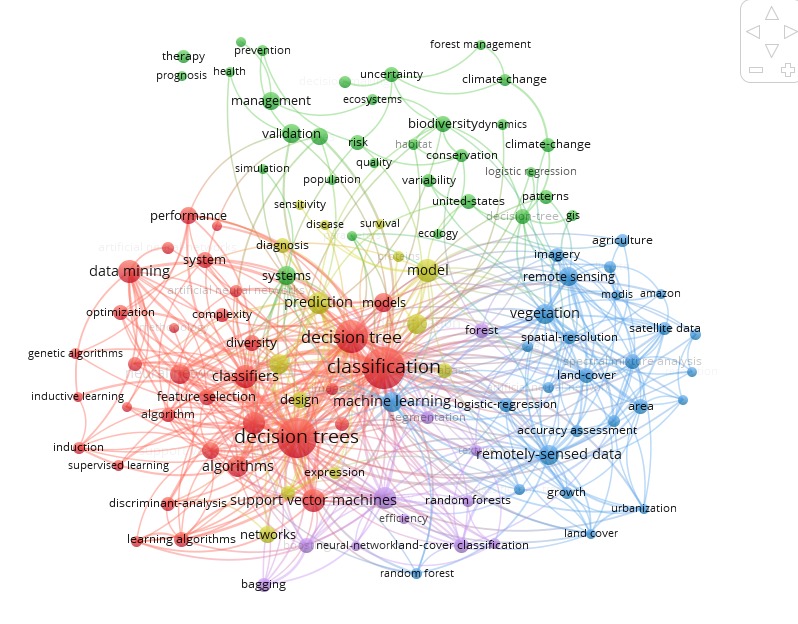 forest management
prevention
therapy
health
prognosis
uncertainty
climate change
management
ecosystems
validation
biodiversity
dynamics
risk
habitat
climate-change
quality
conservation
simulation
logistic regression
population
variability
sensitivity
united-states
patterns
performance
decision-tree
gis
disease
survival
ecology
agriculture
diagnosis
system
imagery
data mining
systems
model
remote sensing
artificial neural networks
modis
amazon
prediction
models
optimization
complexity
vegetation
forest
satellite data
decision tree
spatial-resolution
diversity
genetic algorithms
classification
spectral mixture analysis
classifiers
land-cover
inductive learning
feature selection
design
machine learning
logistic-regression
area
algorithm
segmentation
decision trees
accuracy assessment
induction
remotely-sensed data
supervised learning
algorithms
expression
growth
discriminant-analysis
support vector machines
random forests
urbanization
efficiency
learning algorithms
networks
neural-network
land-cover classification
land cover
random forest
bagging